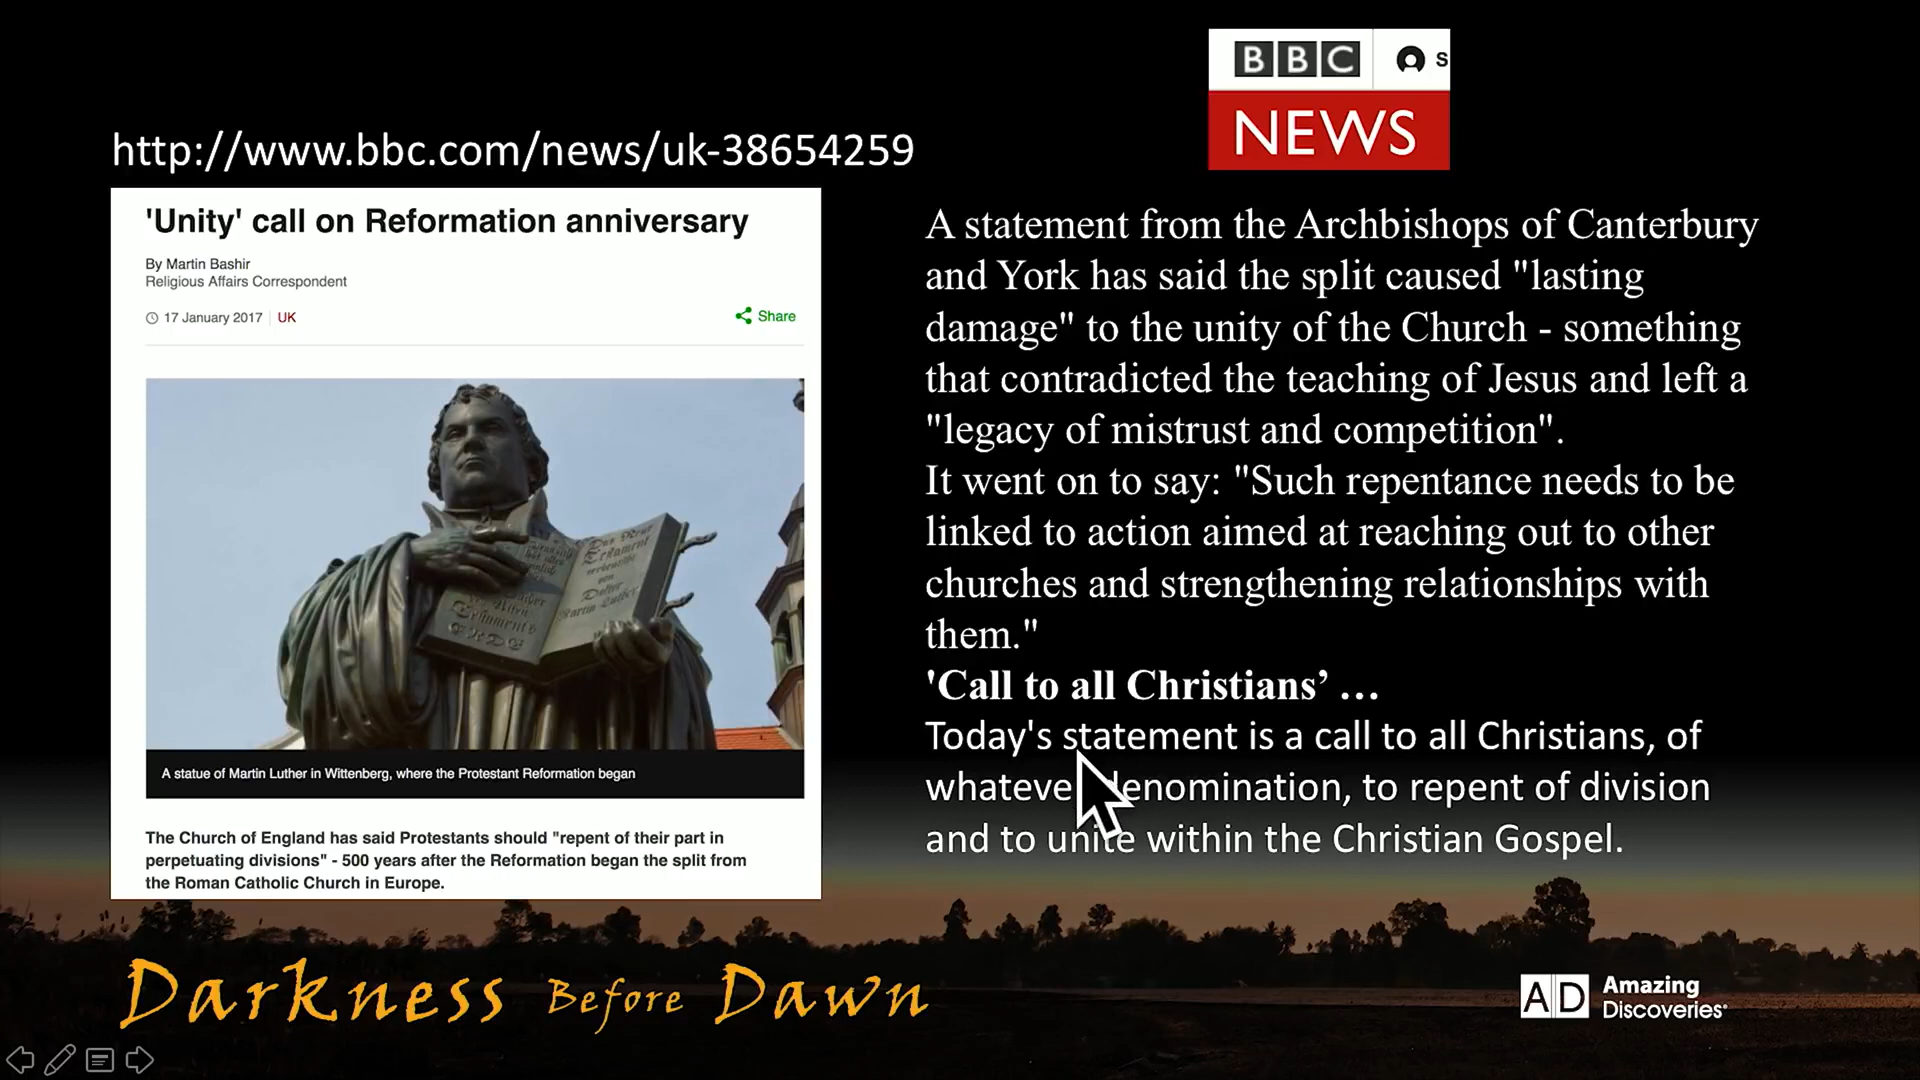 BBC
S
NEWS
http://www.bbc.com/news/uk-38654259
'Unity' call on Reformation anniversary
By Martin Bashir
Religious Affairs Correspondent
17 January 2017 UK
Share
Das Neue
Testament
von
Doktor
Martin Luther
A statue of Martin Luther in Wittenberg, where the Protestant Reformation began
The Church of England has said Protestants should "repent of their part in
perpetuating divisions" - 500 years after the Reformation began the split from
the Roman Catholic Church in Europe.
A statement from the Archbishops of Canterbury
and York has said the split caused "lasting
damage" to the unity of the Church - something
that contradicted the teaching of Jesus and left a
"legacy of mistrust and competition".
It went on to say: "Such repentance needs to be
linked to action aimed at reaching out to other
churches and strengthening relationships with
them."
'Call to all Christians’ …
Today's statement is a call to all Christians, of
whatever denomination, to repent of division
and to unite within the Christian Gospel.
Darkness Before Dawn
AD Amazing
Discoveries